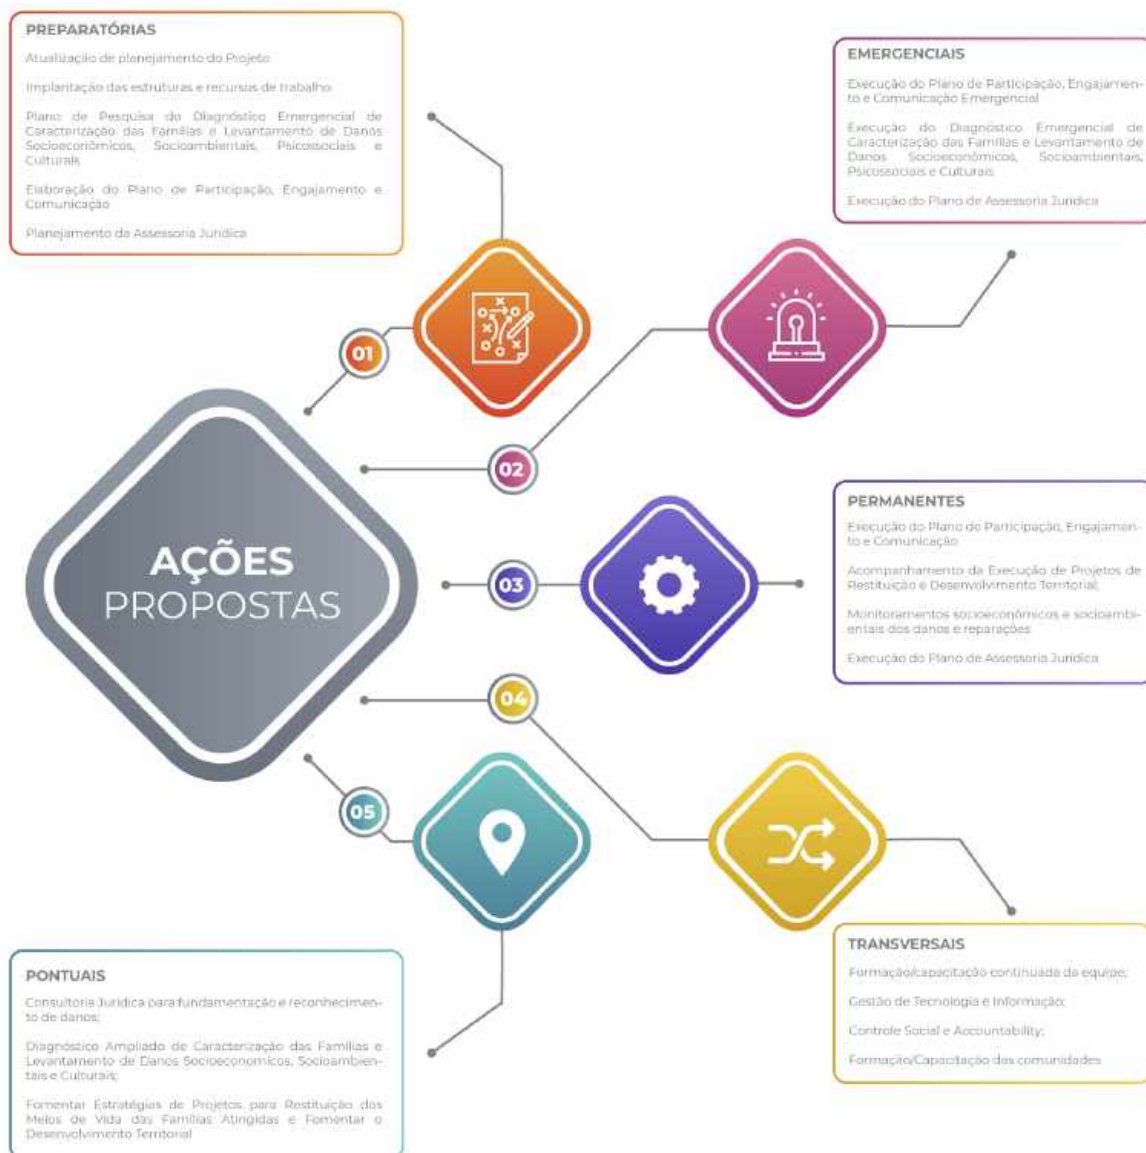 PREPARATÓRIAS
Atualização de planejamento do Projeto
Implantação das estruturas e recursos de trabalho
Plano de Pesquisa do Diagnóstico Emergencial de
Caracterização das Famílias e Levantamento de Danos
Socioeconômicos, Socioambientais, Psicossociais e
Culturais
Elaboração do Plano de Participação, Engajamento e
Comunicação
Planejamento da Assessoria Jurídica
01
EMERGENCIAIS
Execução do Plano de Participação, Engajamen-
to e Comunicação Emergencial
Execução do Diagnóstico Emergencial de
Caracterização das Famílias e Levantamento de
Danos Socioeconômicos, Socioambientais,
Psicossociais e Culturais
Execução do Plano de Assessoria Jurídica
02
AÇÕES
PROPOSTAS
03
PERMANENTES
Execução do Plano de Participação, Engajamen-
to e Comunicação
Acompanhamento da Execução de Projetos de
Restituição e Desenvolvimento Territorial;
Monitoramentos socioeconômicos e socioambi-
entais dos danos e reparações
Execução do Plano de Assessoria Jurídica
04
TRANSVERSAIS
Formação/capacitação continuada da equipe;
Gestão de Tecnologia e Informação;
Controle Social e Accountability;
Formação/Capacitação das comunidades
05
PONTUAIS
Consultoria Jurídica para fundamentação e reconhecimen-
to de danos;
Diagnóstico Ampliado de Caracterização das Famílias e
Levantamento de Danos Socioeconomicos, Socioambien-
tais e Culturais;
Fomentar Estratégias de Projetos para Restituição dos
Meios de Vida das Famílias Atingidas e Fomentar o
Desenvolvimento Territorial